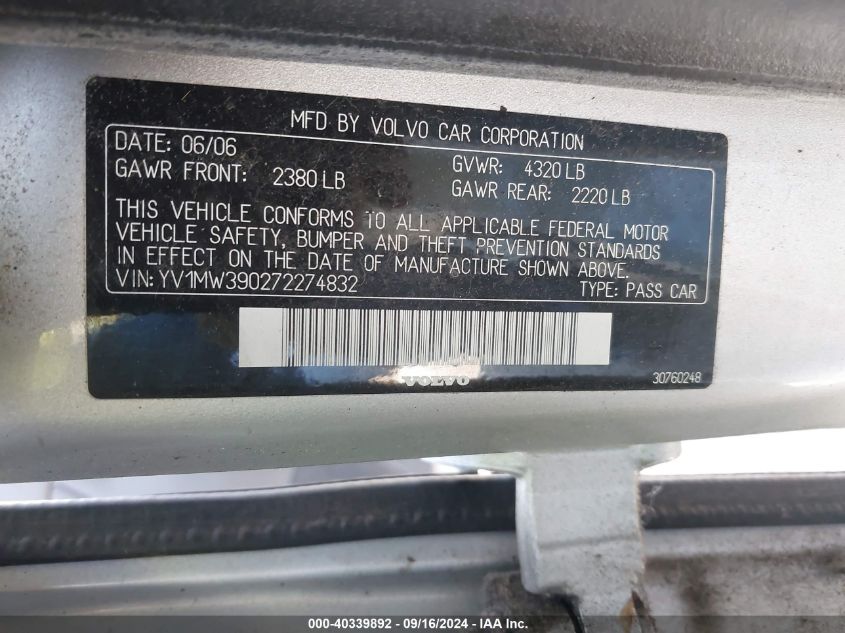 MFD BY VOLVO CAR CORPORATION
DATE: 06/06 GVWR: 4320 LB
GAWR FRONT: 2380 LB GAWR REAR: 2220 LB
THIS VEHICLE CONFORMS TO ALL APPLICABLE FEDERAL MOTOR
VEHICLE SAFETY, BUMPER AND THEFT PREVENTION STANDARDS
IN EFFECT ON THE DATE OF MANUFACTURE SHOWN ABOVE.
VIN: YV1MW390272274832 TYPE: PASS CAR
VOLVO 30760248
000-40339892 - 09/16/2024 - IAA Inc.